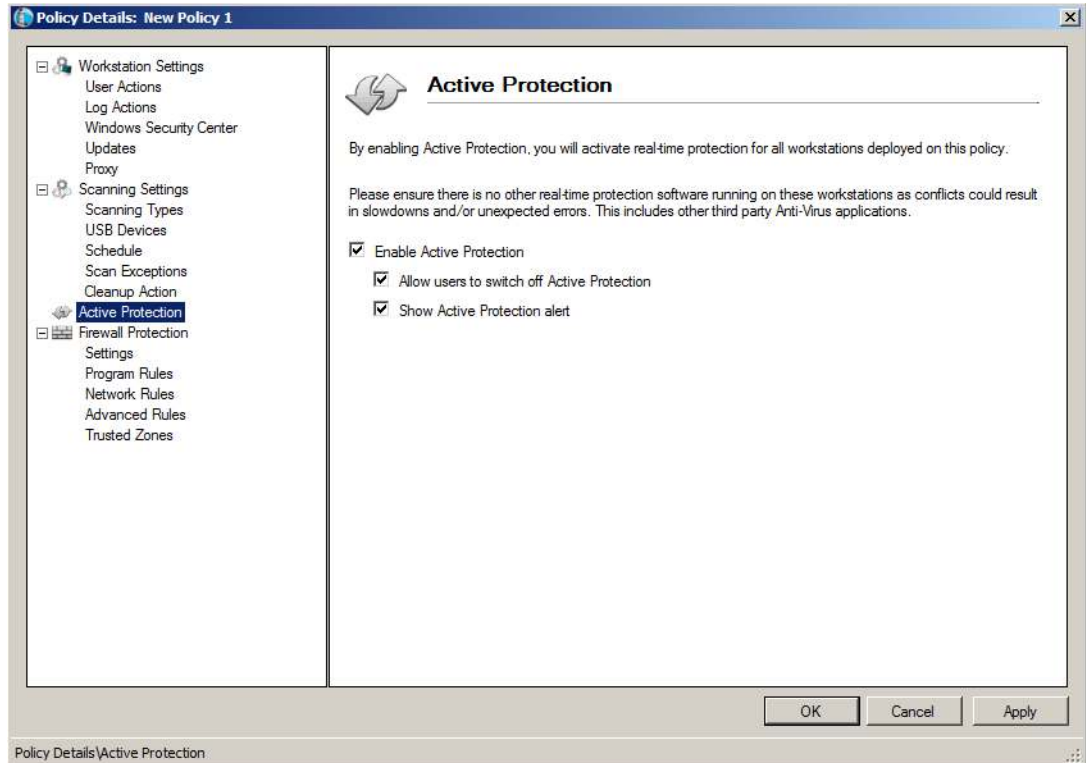 Policy Details: New Policy 1
Workstation Settings
User Actions
Log Actions
Windows Security Center
Updates
Proxy
Scanning Settings
Scanning Types
USB Devices
Schedule
Scan Exceptions
Cleanup Action
Active Protection
Firewall Protection
Settings
Program Rules
Network Rules
Advanced Rules
Trusted Zones
Active Protection
By enabling Active Protection, you will activate real-time protection for all workstations deployed on this policy.
Please ensure there is no other real-time protection software running on these workstations as conflicts could result
in slowdowns and/or unexpected errors. This includes other third party Anti-Virus applications.
Enable Active Protection
Allow users to switch off Active Protection
Show Active Protection alert
OK
Cancel
Apply
Policy Details\Active Protection